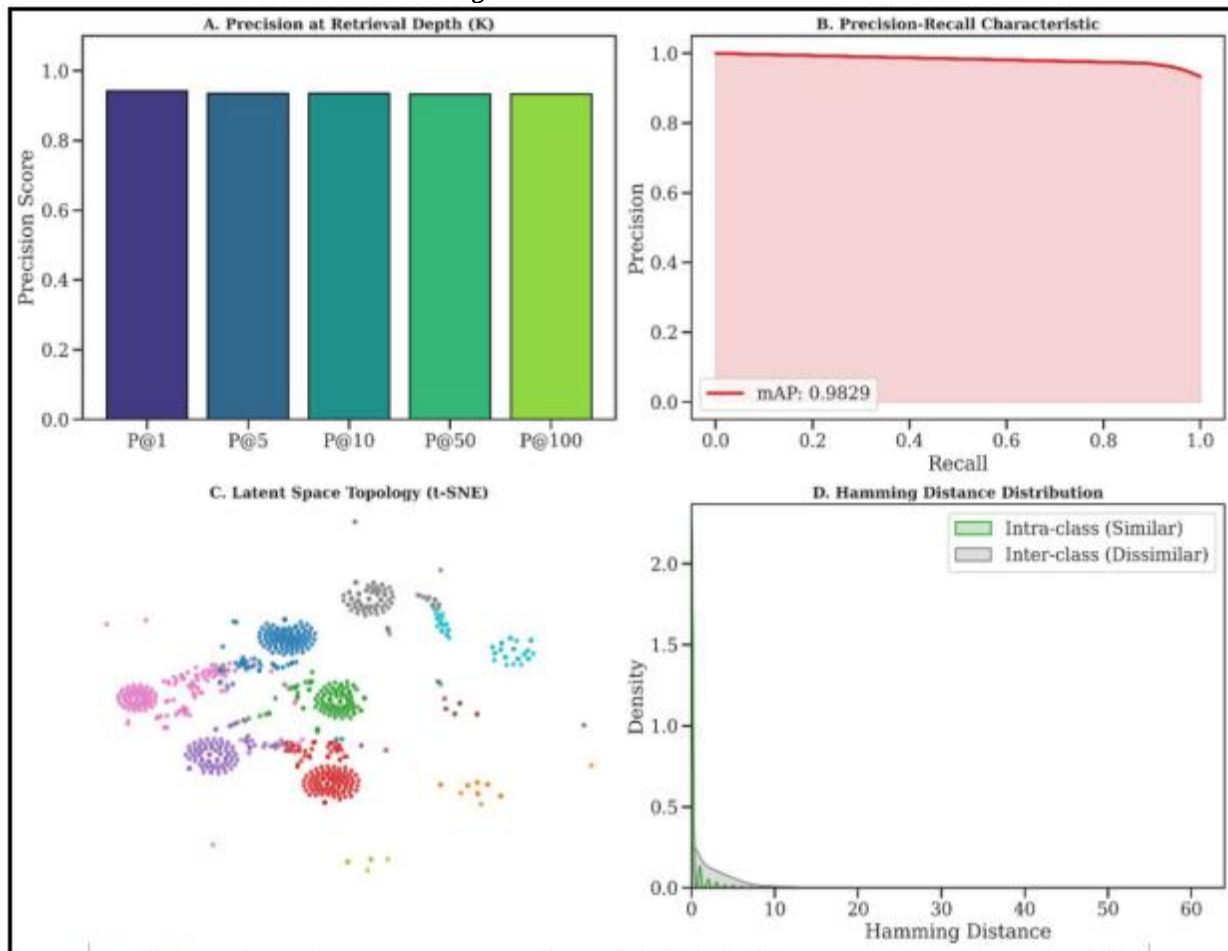 A. Precision at Retrieval Depth (K)
1.0
0.8
0.6
0.4
0.2
0.0
Precision Score
P@1 P@5 P@10 P@50 P@100
B. Precision-Recall Characteristic
1.0
0.8
0.6
0.4
0.2
0.0
Precision
mAP: 0.9829
0.0 0.2 0.4 0.6 0.8 1.0
Recall
C. Latent Space Topology (t-SNE)
D. Hamming Distance Distribution
Intra-class (Similar)
Inter-class (Dissimilar)
2.0
1.5
1.0
0.5
0.0
Density
0 10 20 30 40 50 60
Hamming Distance